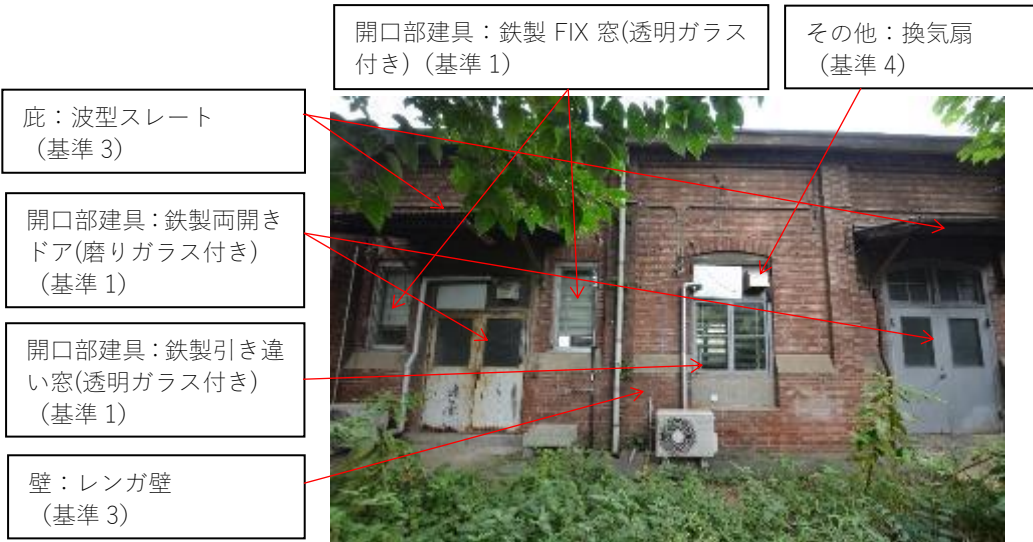 開口部建具：鉄製 FIX 窓(透明ガラス
付き)（基準 1）
その他：換気扇
（基準 4）
庇：波型スレート
（基準 3）
開口部建具：鉄製両開き
ドア(磨りガラス付き)
（基準 1）
開口部建具：鉄製引き違
い窓(透明ガラス付き)
（基準 1）
壁：レンガ壁
（基準 3）